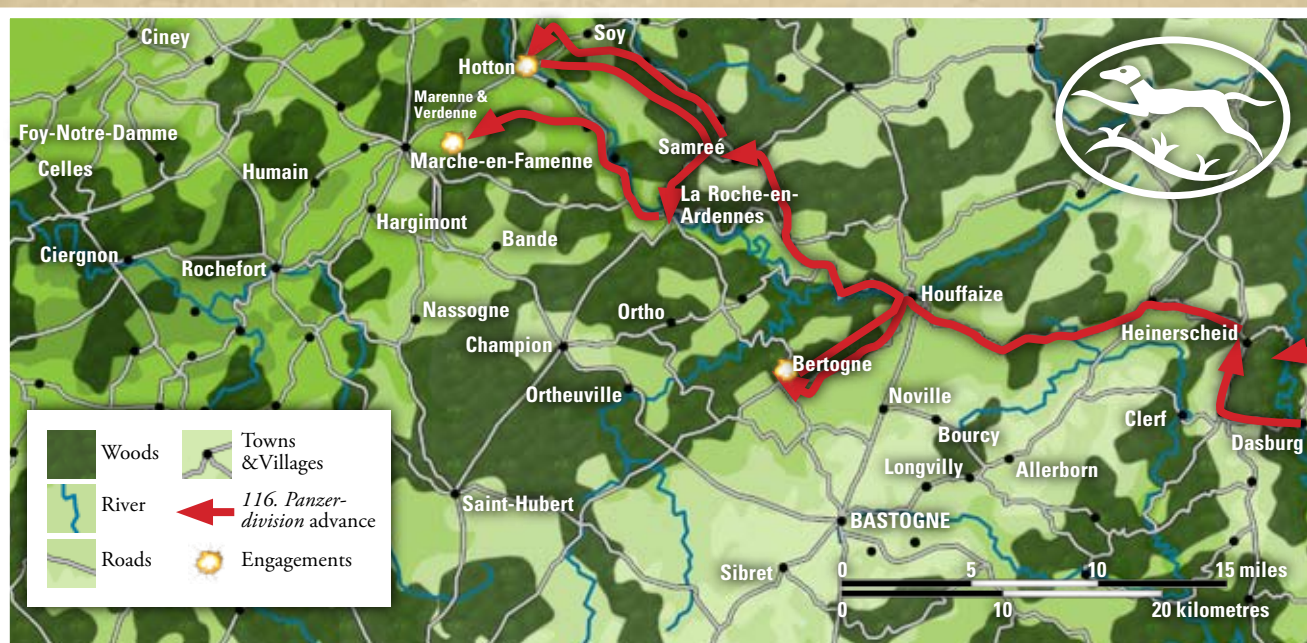 Ciney
Soy
Hotton
Marenne &
Verdenne
Foy-Notre-Damme
Samreé
Celles
Humain
Marche-en-Famenne
La Roche-en-
Ardennes
Hargimont
Bande
Ciergnon
Rochefort
Houffaize
Nassogne
Ortho
Heinerscheid
Champion
Bertogne
Ortheuville
Noville
Clerf
Bourcy
Dasburg
Longvilly
Allerborn
Saint-Hubert
BASTOGNE
Sibret
Woods
Towns
&Villages
River
116. Panzer-
division advance
Roads
Engagements
0 5 10 15 miles
0 10 20 kilometres